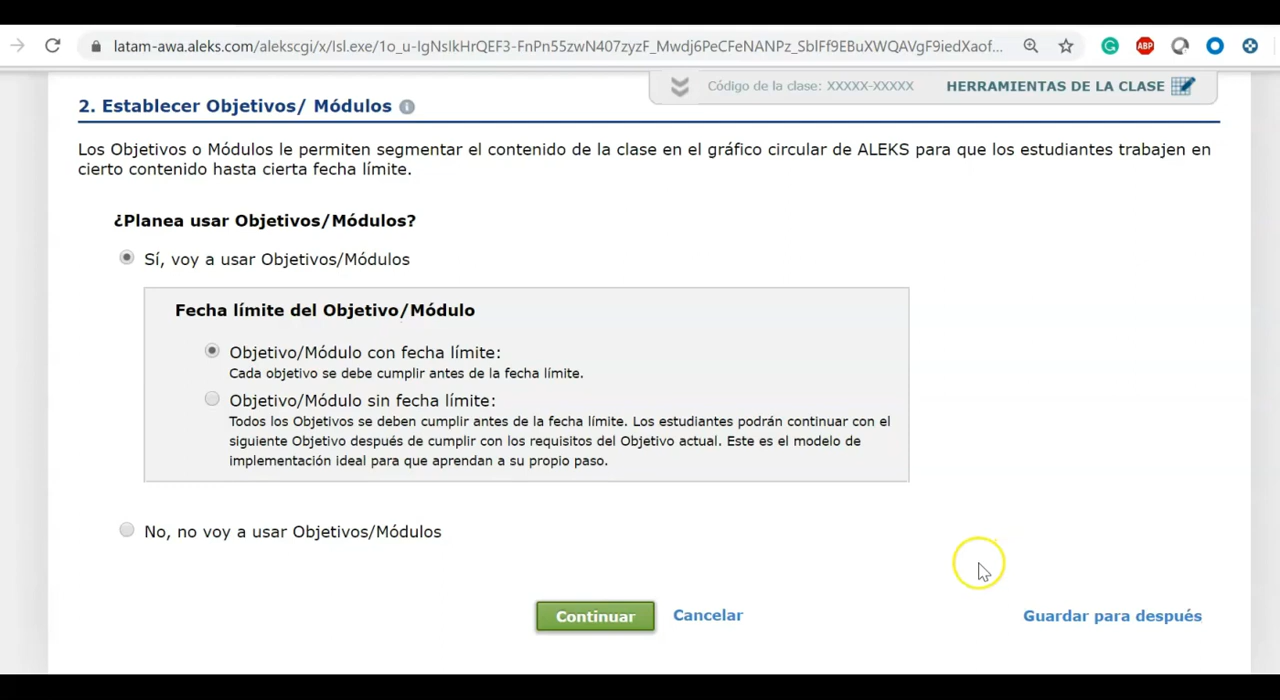 latam-awa.aleks.com/alekscgi/x/Isl.exe/1o_u-IgNsIkHrQEF3-FnPn55zwN407zyzF_Mwdj6PeCFeNANPz_SblFf9EBuXWQAVgF9iedXaof...
ABP
2. Establecer Objetivos/ Módulos
Código de la clase: XXXXX-XXXXX
HERRAMIENTAS DE LA CLASE
Los Objetivos o Módulos le permiten segmentar el contenido de la clase en el gráfico circular de ALEKS para que los estudiantes trabajen en
cierto contenido hasta cierta fecha límite.
¿Planea usar Objetivos/Módulos?
Sí, voy a usar Objetivos/Módulos
Fecha límite del Objetivo/Módulo
Objetivo/Módulo con fecha límite:
Cada objetivo se debe cumplir antes de la fecha límite.
Objetivo/Módulo sin fecha límite:
Todos los Objetivos se deben cumplir antes de la fecha límite. Los estudiantes podrán continuar con el
siguiente Objetivo después de cumplir con los requisitos del Objetivo actual. Este es el modelo de
implementación ideal para que aprendan a su propio paso.
No, no voy a usar Objetivos/Módulos
Continuar
Cancelar
Guardar para después